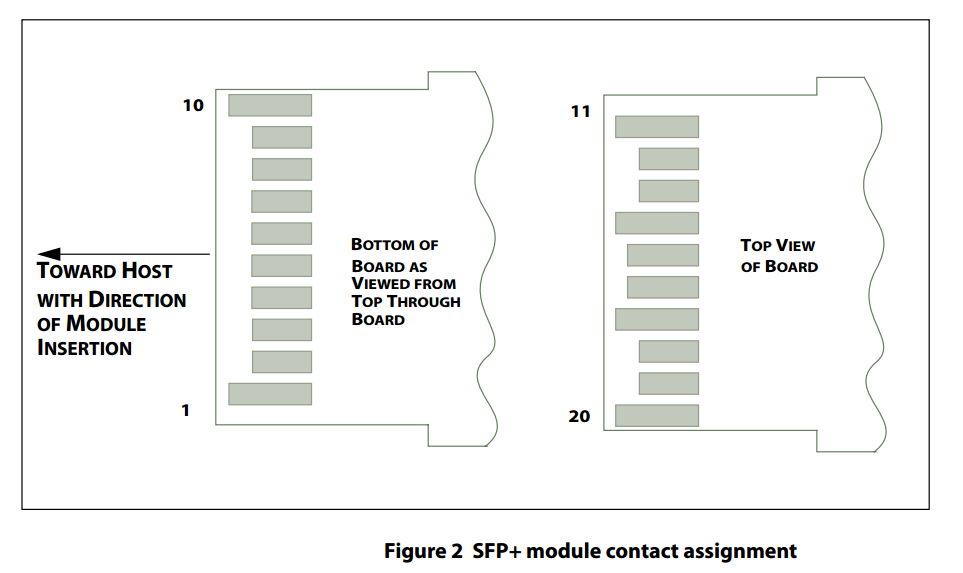 10
11
BOTTOM OF
BOARD AS
VIEWED FROM
TOP THROUGH
BOARD
TOP VIEW
OF BOARD
TOWARD HOST
WITH DIRECTION
OF MODULE
INSERTION
1
20
Figure 2 SFP+ module contact assignment